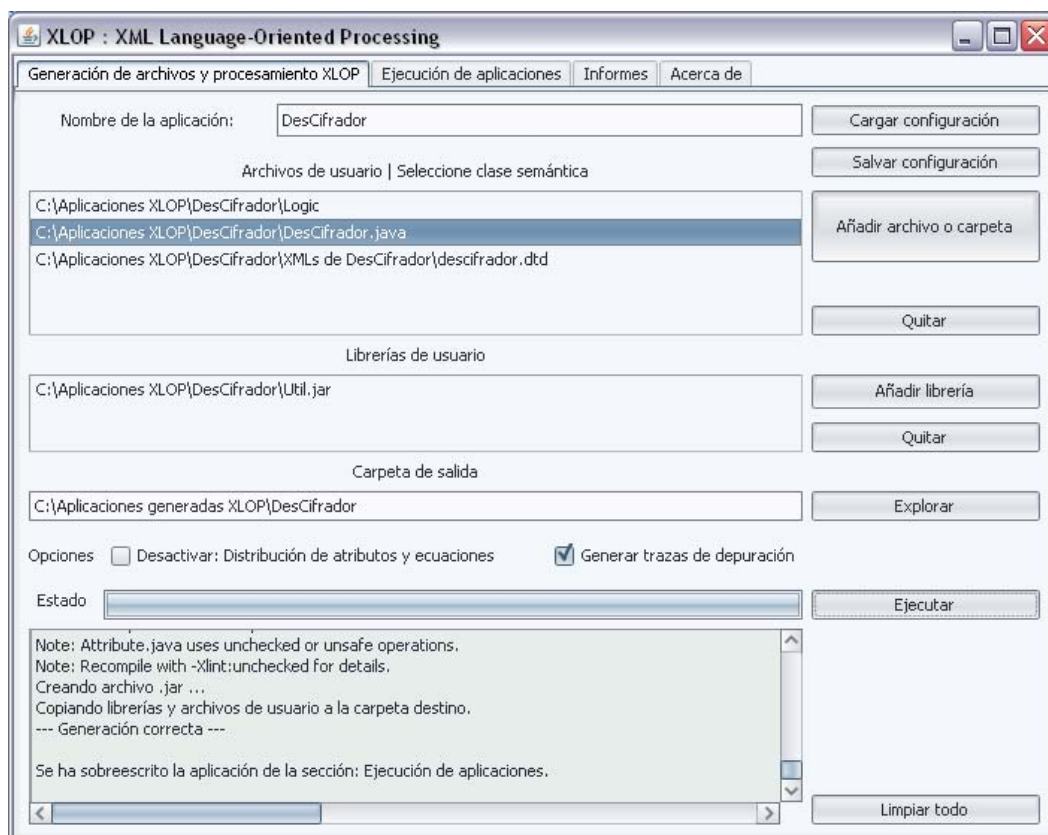 XLOP : XML Language-Oriented Processing
Generación de archivos y procesamiento XLOP Ejecución de aplicaciones Informes Acerca de
Nombre de la aplicación: DesCifrador Cargar configuración
Salvar configuración
Archivos de usuario | Seleccione clase semántica
C:\Aplicaciones XLOP\DesCifrador\Logic
C:\Aplicaciones XLOP\DesCifrador\DesCifrador.java
Añadir archivo o carpeta
C:\Aplicaciones XLOP\DesCifrador\XMLs de DesCifrador\descifrador.dtd
Quitar
Librerías de usuario
C:\Aplicaciones XLOP\DesCifrador\Util.jar Añadir librería
Quitar
Carpeta de salida
C:\Aplicaciones generadas XLOP\DesCifrador Explorar
Opciones Desactivar: Distribución de atributos y ecuaciones Generar trazas de depuración
Estado Ejecutar
Note: Attribute.java uses unchecked or unsafe operations.
Note: Recompile with -Xlint:unchecked for details.
Creando archivo .jar ...
Copiando librerías y archivos de usuario a la carpeta destino.
--- Generación correcta ---
Se ha sobreescrito la aplicación de la sección: Ejecución de aplicaciones.
Limpiar todo